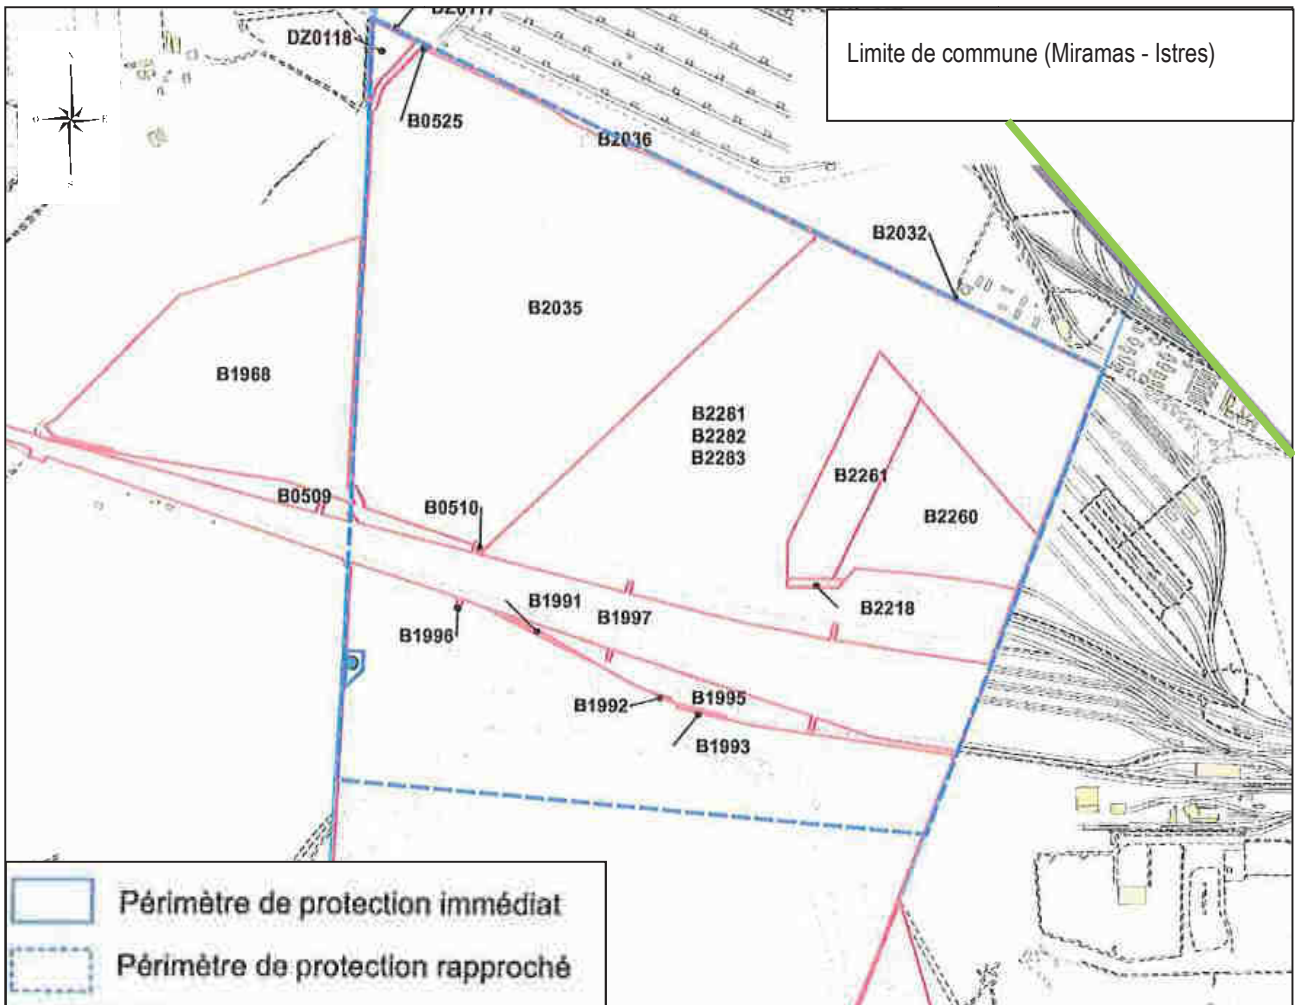 DZ0117
Limite de commune (Miramas - Istres)
DZ0118
B0525
B2036
B2032
B2035
B1968
B2281
B2282
B2283
B2261
B0509
B0510
B2260
B1991
B1997
B2218
B1996
B1992
B1995
B1993
Périmètre de protection immédiat
Périmètre de protection rapproché